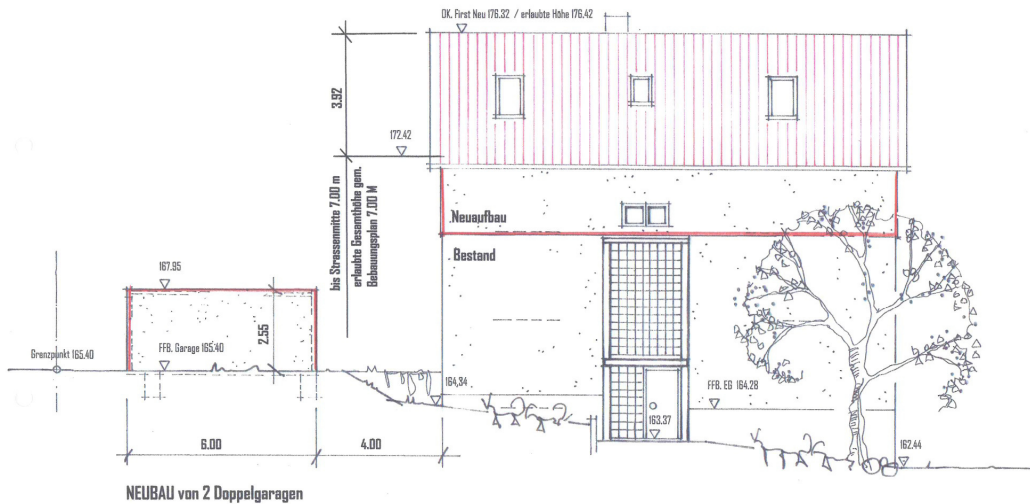 OK. First Neu 176.32 / erlaubte Höhe 176.42
3.92
172.42
bis Strassenmitte 7.00 m
erlaubte Gesamthöhe gem.
Bebauungsplan 7.00 M
Neuaufbau
Bestand
167.95
2.55
Grenzpunkt 165.40
FFB. Garage 165.40
164,34
FFB. EG 164,28
163.37
162.44
6.00
4.00
NEUBAU von 2 Doppelgaragen